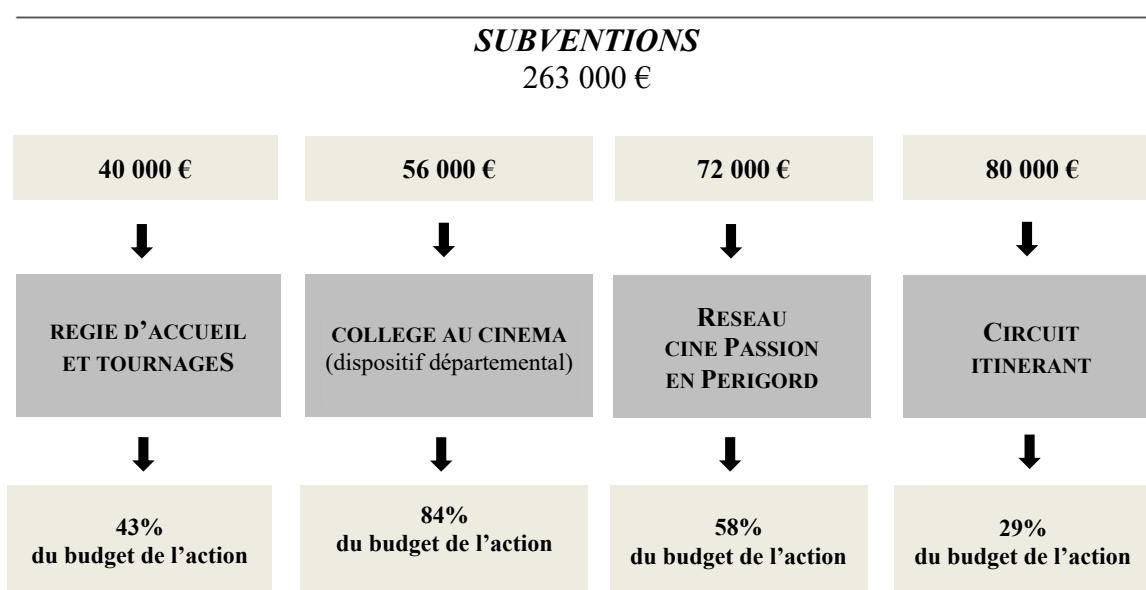 SUBVENTIONS
263 000 €
40 000 €
56 000 €
72 000 €
80 000 €
REGIE D’ACCUEIL
ET TOURNAGES
COLLEGE AU CINEMA
(dispositif départemental)
RESEAU
CINE PASSION
EN PERIGORD
CIRCUIT
ITINERANT
43%
du budget de l’action
84%
du budget de l’action
58%
du budget de l’action
29%
du budget de l’action